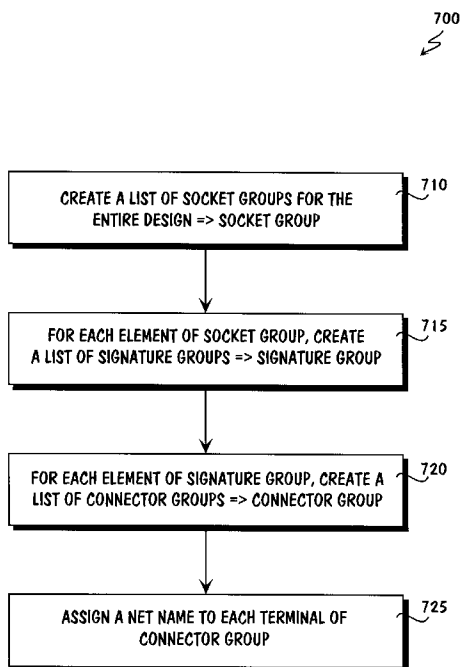 700
CREATE A LIST OF SOCKET GROUPS FOR THE
ENTIRE DESIGN => SOCKET GROUP
710
FOR EACH ELEMENT OF SOCKET GROUP, CREATE
A LIST OF SIGNATURE GROUPS => SIGNATURE GROUP
715
FOR EACH ELEMENT OF SIGNATURE GROUP, CREATE A
LIST OF CONNECTOR GROUPS => CONNECTOR GROUP
720
ASSIGN A NET NAME TO EACH TERMINAL OF
CONNECTOR GROUP
725